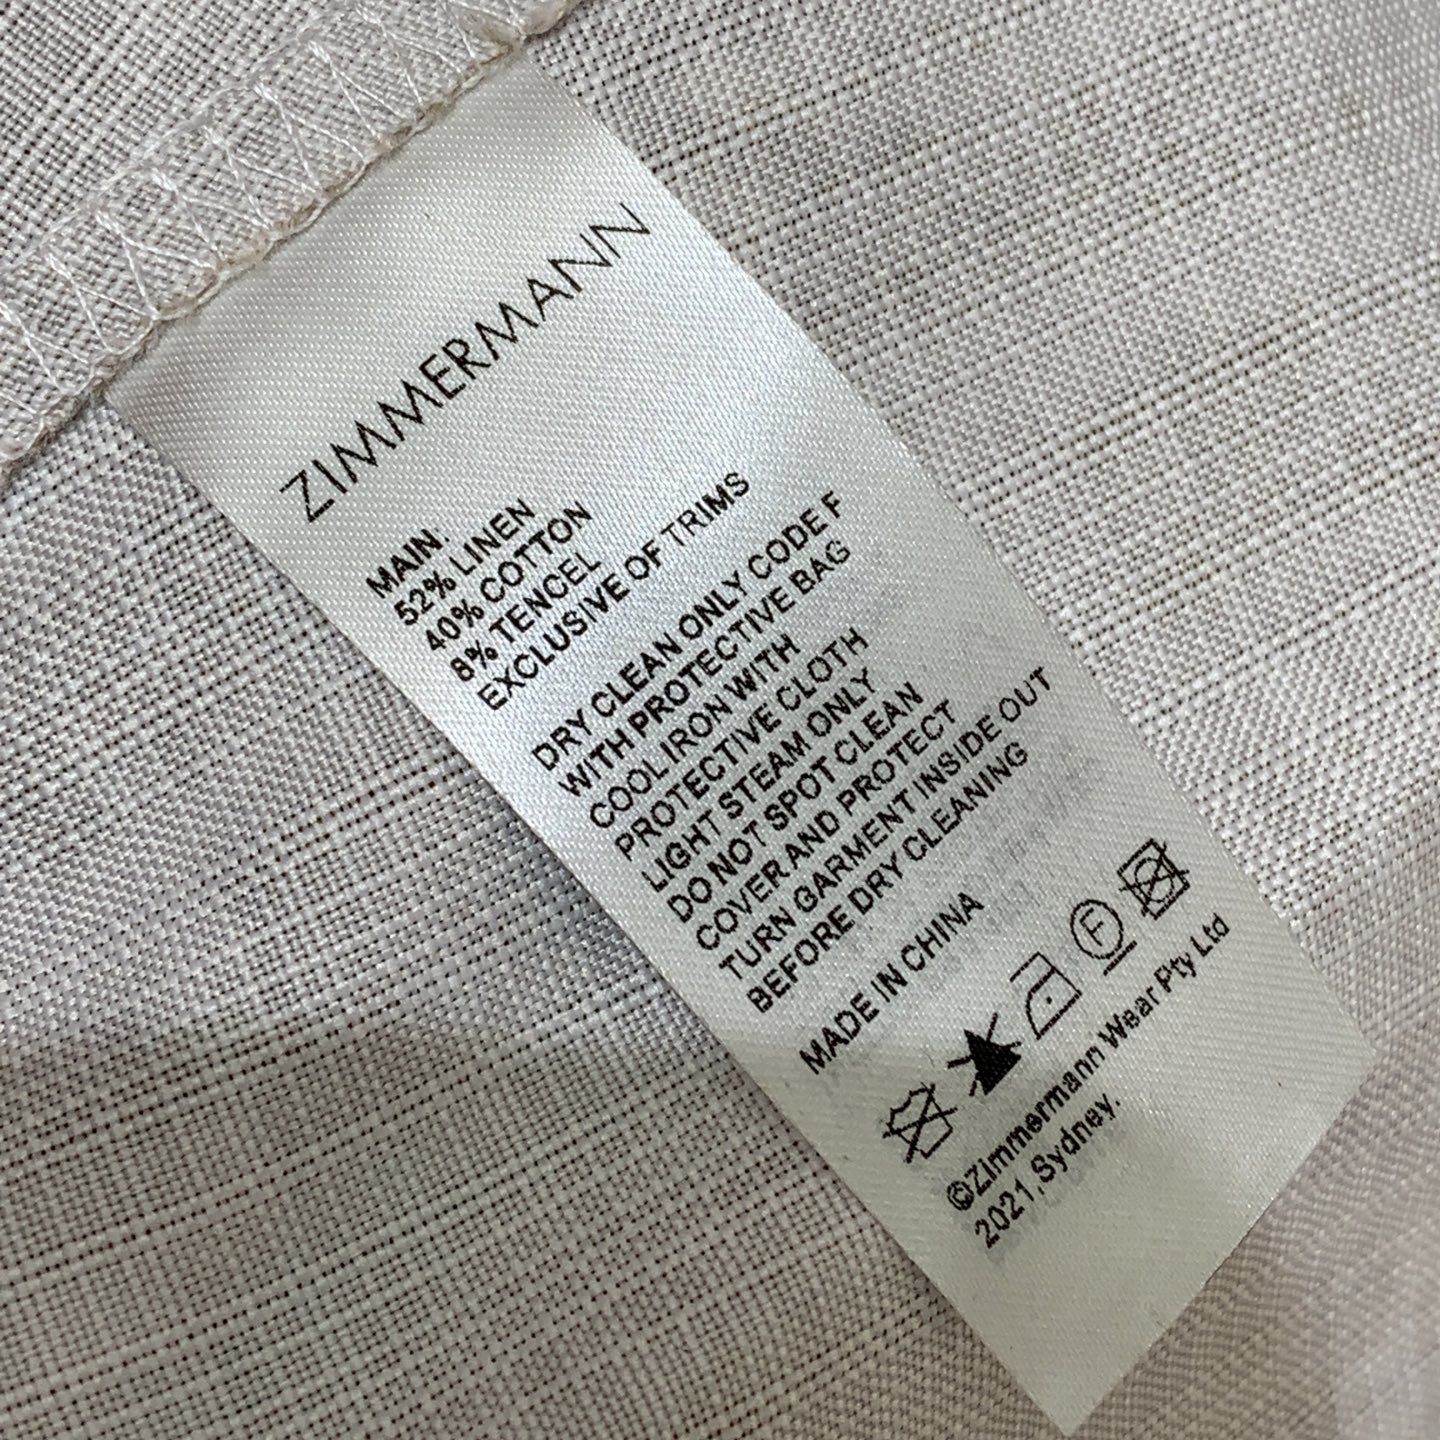 ZIMMERMANN
MAIN:
52% LINEN
40% COTTON
8% TENCEL
EXCLUSIVE OF TRIMS
DRY CLEAN ONLY CODE F
WITH PROTECTIVE BAG
COOL IRON WITH
PROTECTIVE CLOTH
LIGHT STEAM ONLY
DO NOT SPOT CLEAN
COVER AND PROTECT
TURN GARMENT INSIDE OUT
BEFORE DRY CLEANING
MADE IN CHINA
F
©Zimmermann Wear Pty Ltd
2021,Sydney.